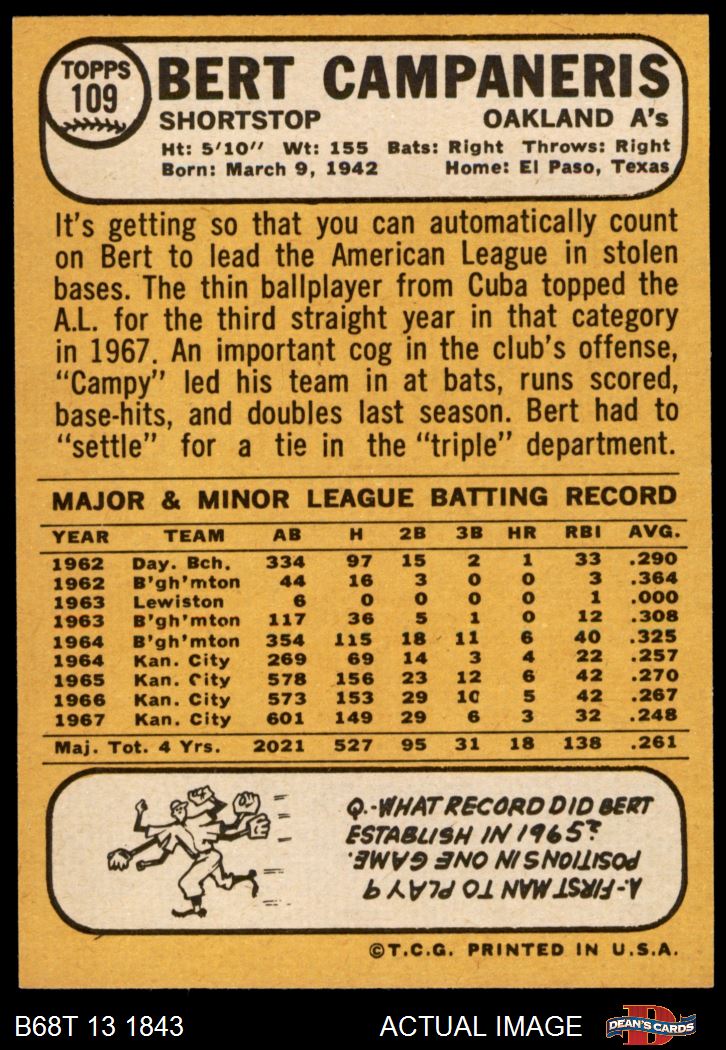 TOPPS
109
BERT CAMPANERIS
SHORTSTOP OAKLAND A's
Ht: 5'10" Wt: 155 Bats: Right Throws: Right
Born: March 9, 1942 Home: El Paso, Texas
It's getting so that you can automatically count
on Bert to lead the American League in stolen
bases. The thin ballplayer from Cuba topped the
A.L. for the third straight year in that category
in 1967. An important cog in the club's offense,
"Campy" led his team in at bats, runs scored,
base-hits, and doubles last season. Bert had to
"settle" for a tie in the "triple" department.
MAJOR & MINOR LEAGUE BATTING RECORD
YEAR TEAM AB H 2B 3B HR RBI AVG.
1962 Day. Bch. 334 97 15 2 1 33 .290
1962 B'gh'mton 44 16 3 0 0 3 .364
1963 Lewiston 6 0 0 0 0 1 .000
1963 B'gh'mton 117 36 5 1 0 12 .308
1964 B'gh'mton 354 115 18 11 6 40 .325
1964 Kan. City 269 69 14 3 4 22 .257
1965 Kan. City 578 156 23 12 6 42 .270
1966 Kan. City 573 153 29 10 5 42 .267
1967 Kan. City 601 149 29 6 3 32 .248
Maj. Tot. 4 Yrs. 2021 527 95 31 18 138 .261
Q.-WHAT RECORD DID BERT
ESTABLISH IN 1965?
A-FIRST MAN TO PLAY 9
POSITIONS IN ONE GAME.
©T.C.G. PRINTED IN U.S.A.
B68T 13 1843 ACTUAL IMAGE
D
DEAN'S CARDS